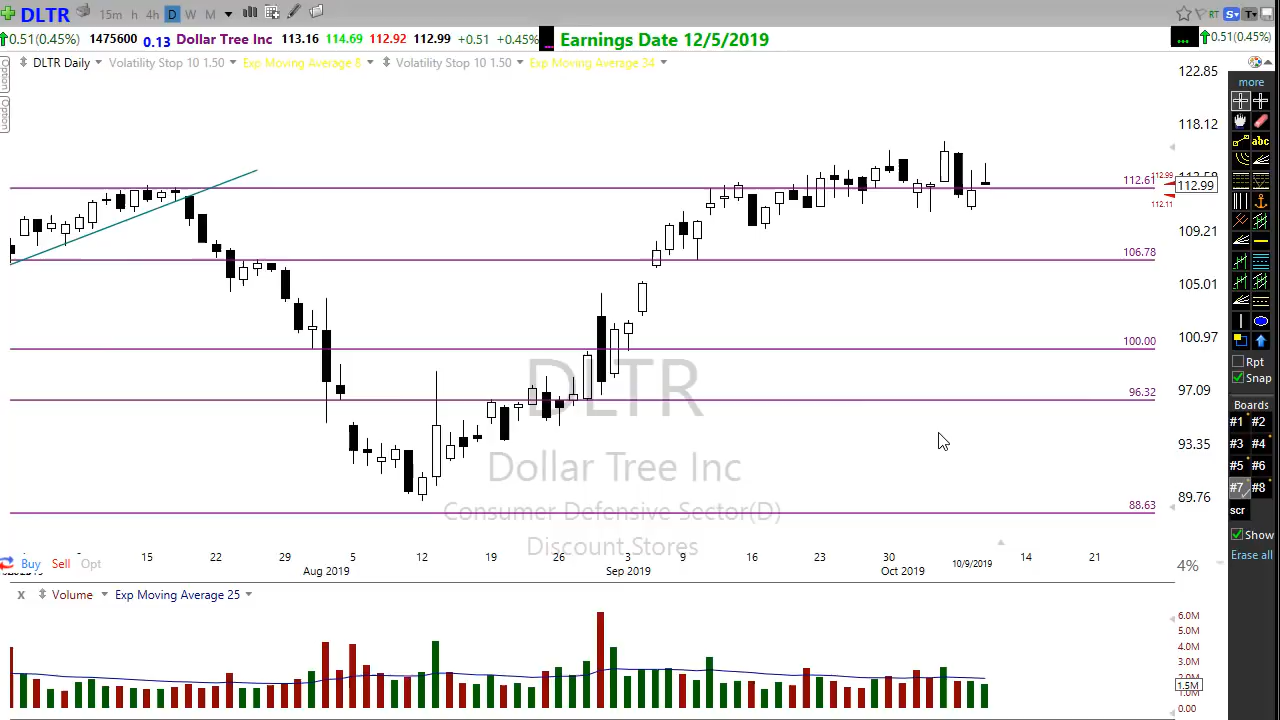 DLTR 15m h 4h D W M RT S T
0.51(0.45%) 1475600 0.13 Dollar Tree Inc 113.16 114.69 112.92 112.99 +0.51 +0.45% Earnings Date 12/5/2019 ... 0.51(0.45%)
DLTR Daily Volatility Stop 10 1.50 Exp Moving Average 8 Volatility Stop 10 1.50 Exp Moving Average 34
Option
Option
122.85
118.12
112.61
112.99
112.99
112.11
109.21
106.78
105.01
100.00
100.97
96.32
97.09
93.35
88.63
89.76
DLTR
Dollar Tree Inc
Consumer Defensive Sector(D)
Discount Stores
15 22 29 5 12 19 26 3 9 16 23 30 10/9/2019 14 21
Aug 2019 Sep 2019 Oct 2019
Buy Sell Opt
4%
x Volume Exp Moving Average 25
6.0M
5.0M
4.0M
3.0M
2.0M
1.5M
1.0M
0.00
more
abc
Rpt
Snap
Boards
#1 #2
#3 #4
#5 #6
#7 #8
scr
Show
Erase all